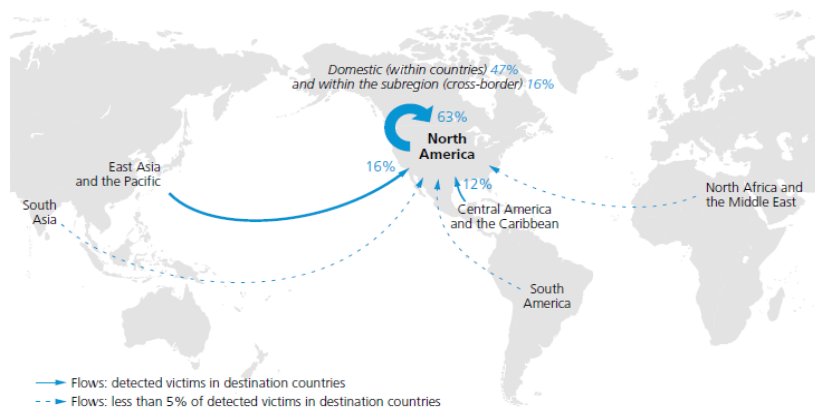 Domestic (within countries) 47%
and within the subregion (cross-border) 16%
63%
North
America
East Asia
and the Pacific
16%
12%
South
Asia
Central America
and the Caribbean
North Africa and
the Middle East
South
America
Flows: detected victims in destination countries
Flows: less than 5% of detected victims in destination countries